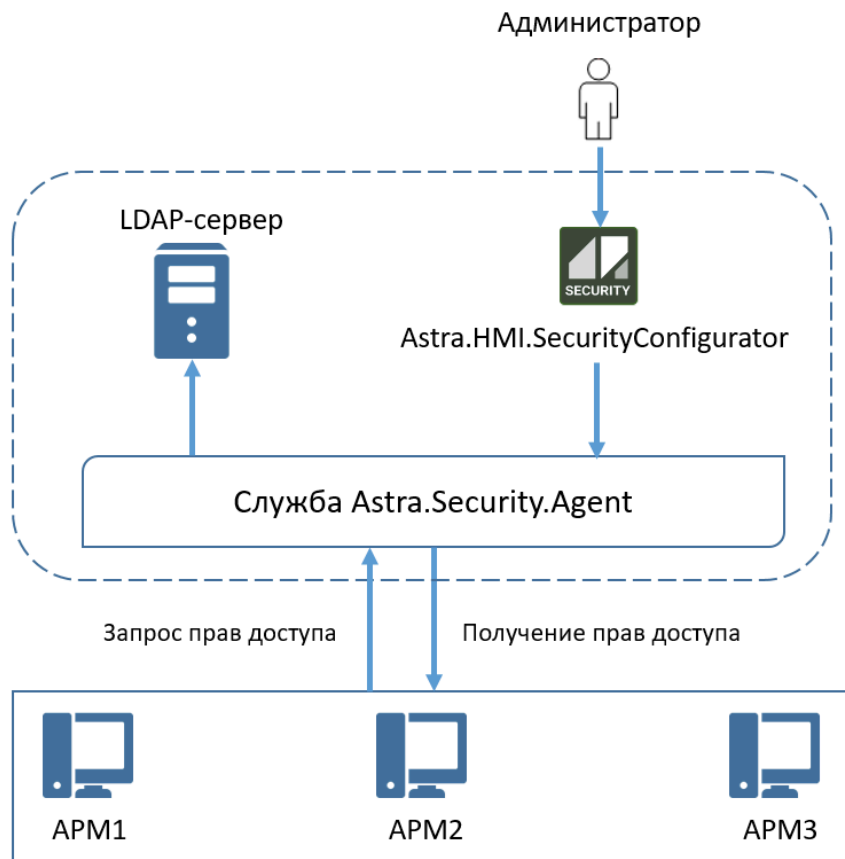 Администратор
LDAP-сервер
SECURITY
Astra.HMI.SecurityConfigurator
Служба Astra.Security.Agent
Запрос прав доступа
Получение прав доступа
АРМ1
АРМ2
АРМ3